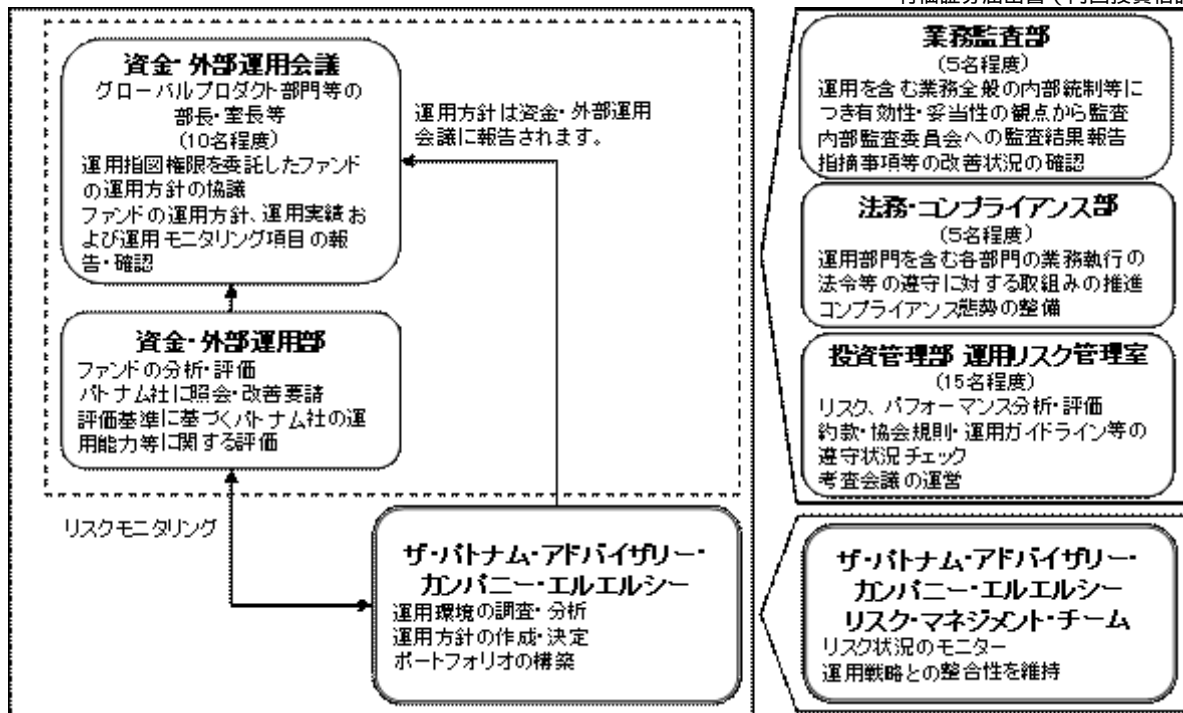 資金・外部運用会議
グローバルプロダクト部門等の
部長・室長等
(10名程度)
運用指図権限を委託したファンド
の運用方針の協議
ファンドの運用方針、運用実績お
よび運用モニタリング項目の報
告・確認
運用方針は資金・外部運用
会議に報告されます。
資金・外部運用部
ファンドの分析・評価
パトナム社に照会・改善要請
評価基準に基づくパトナム社の運
用能力等に関する評価
リスクモニタリング
ザ・パトナム・アドバイザリー・
カンパニー・エルエルシー
運用環境の調査・分析
運用方針の作成・決定
ポートフォリオの構築
業務監査部
(5名程度)
運用を含む業務全般の内部統制等に
つき有効性・妥当性の観点から監査
内部監査委員会への監査結果報告
指摘事項等の改善状況の確認
法務・コンプライアンス部
(5名程度)
運用部門を含む各部門の業務執行の
法令等の遵守に対する取組みの推進
コンプライアンス態勢の整備
投資管理部 運用リスク管理室
(15名程度)
リスク、パフォーマンス分析・評価
約款・協会規則・運用ガイドライン等の
遵守状況チェック
考査会議の運営
ザ・パトナム・アドバイザリー・
カンパニー・エルエルシー
リスク・マネジメント・チーム
リスク状況のモニター
運用戦略との整合性を維持